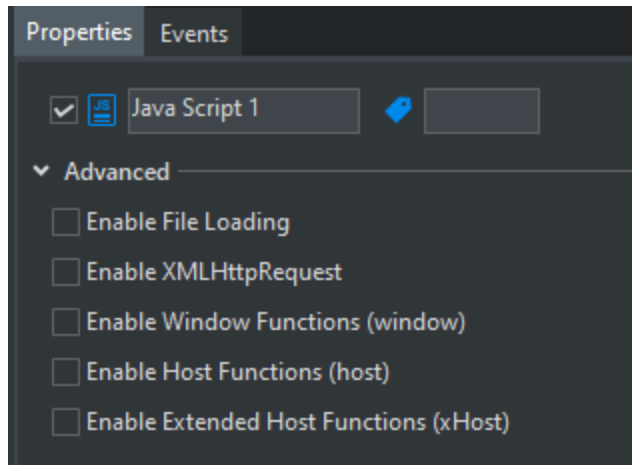 Properties Events
JS Java Script 1
Advanced
Enable File Loading
Enable XMLHttpRequest
Enable Window Functions (window)
Enable Host Functions (host)
Enable Extended Host Functions (xHost)